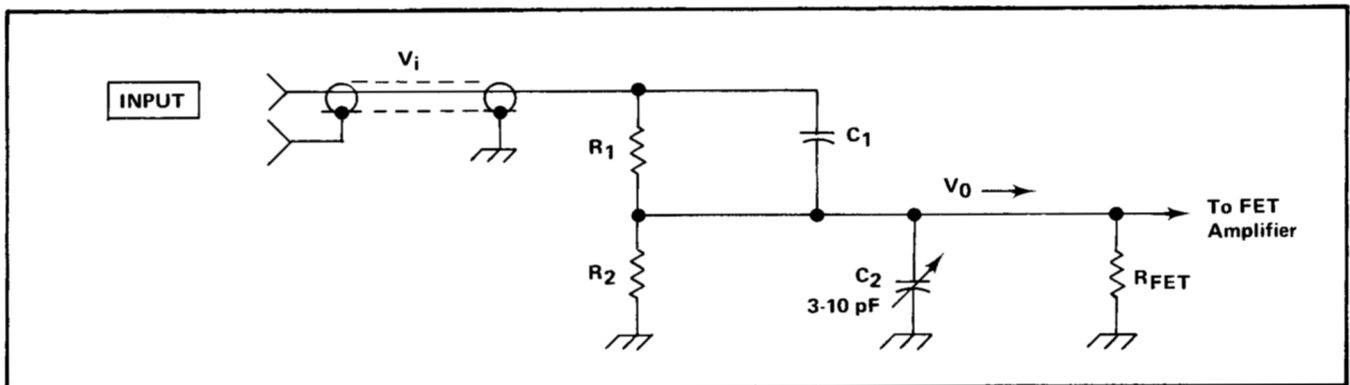 INPUT
Vi
R1
C1
V0
To FET
Amplifier
R2
C2
3-10 pF
RFET